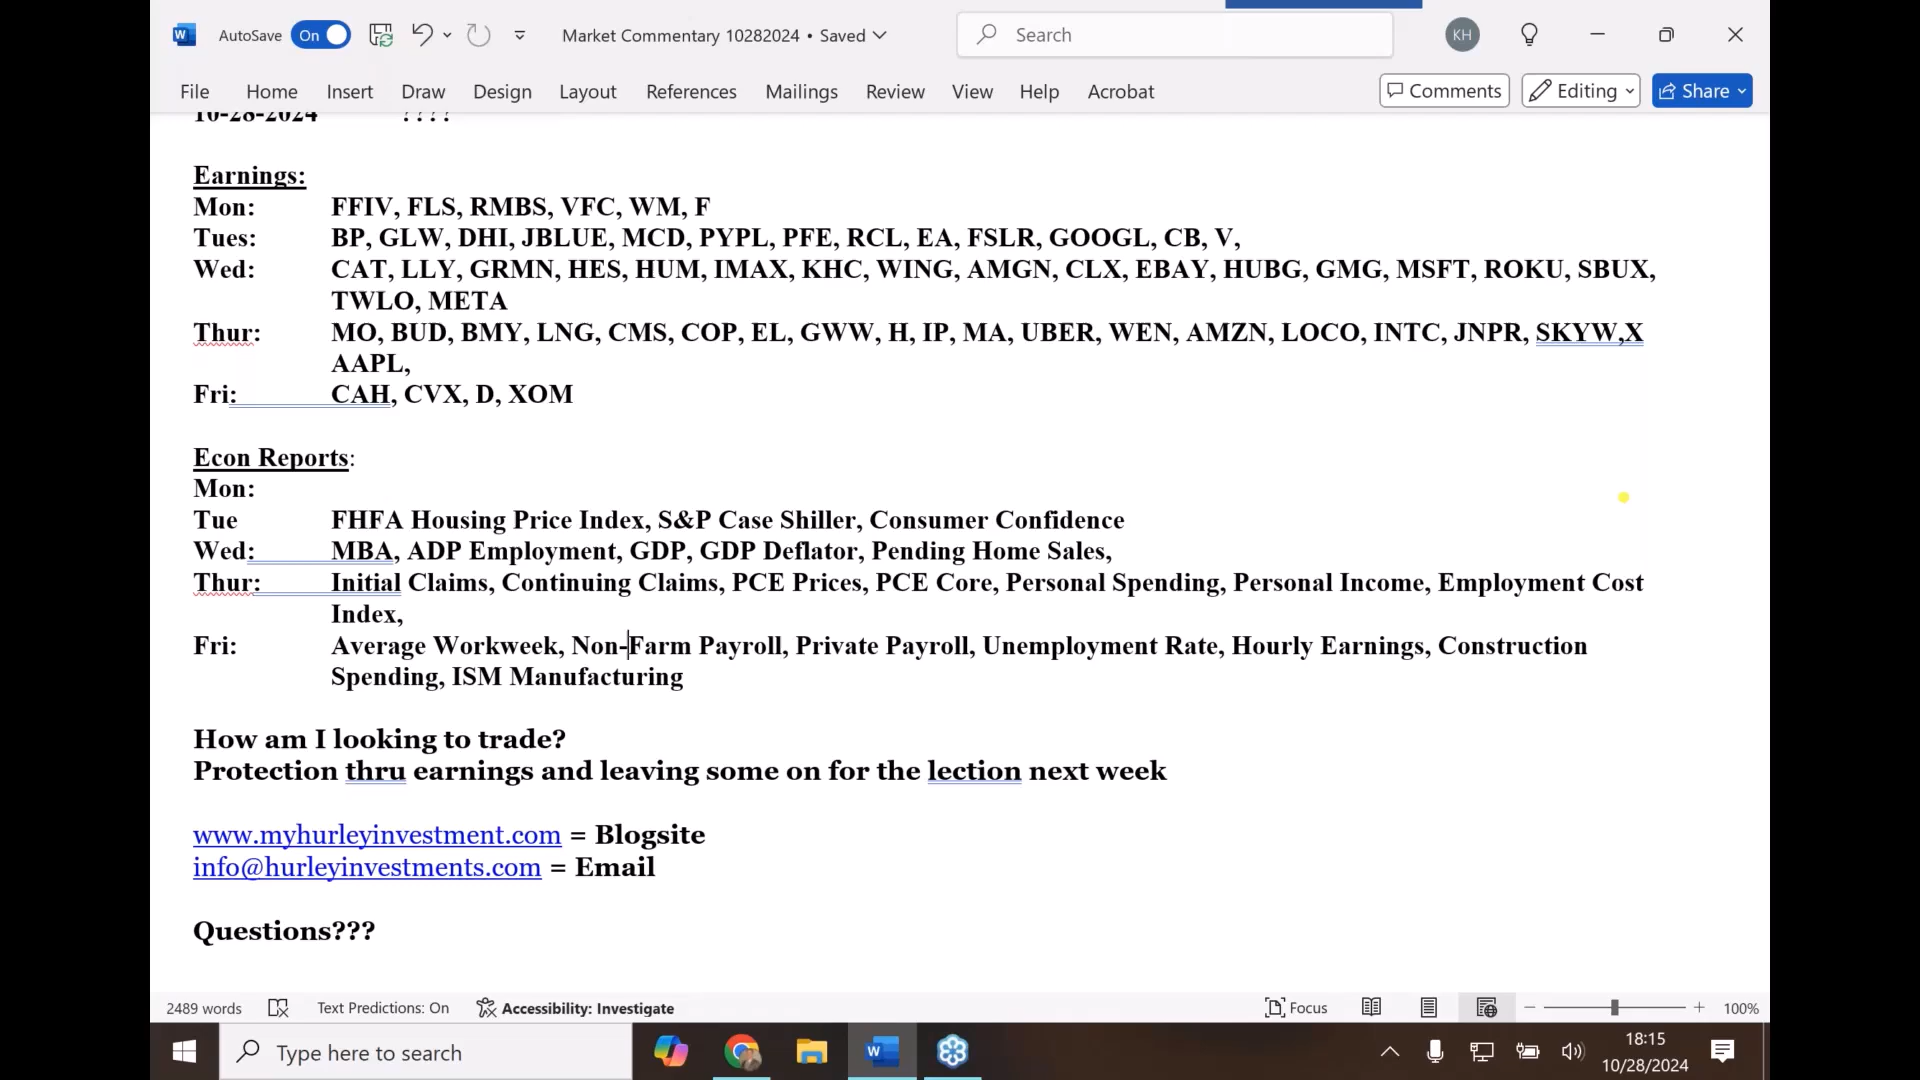 AutoSave On Market Commentary 10282024 • Saved Search KH
File Home Insert Draw Design Layout References Mailings Review View Help Acrobat Comments Editing Share
10-28-2024 ????
Earnings:
Mon: FFIV, FLS, RMBS, VFC, WM, F
Tues: BP, GLW, DHI, JBLUE, MCD, PYPL, PFE, RCL, EA, FSLR, GOOGL, CB, V,
Wed: CAT, LLY, GRMN, HES, HUM, IMAX, KHC, WING, AMGN, CLX, EBAY, HUBG, GMG, MSFT, ROKU, SBUX,
TWLO, META
Thur: MO, BUD, BMY, LNG, CMS, COP, EL, GWW, H, IP, MA, UBER, WEN, AMZN, LOCO, INTC, JNPR, SKYW,X
AAPL,
Fri: CAH, CVX, D, XOM
Econ Reports:
Mon:
Tue FHFA Housing Price Index, S&P Case Shiller, Consumer Confidence
Wed: MBA, ADP Employment, GDP, GDP Deflator, Pending Home Sales,
Thur: Initial Claims, Continuing Claims, PCE Prices, PCE Core, Personal Spending, Personal Income, Employment Cost
Index,
Fri: Average Workweek, Non-Farm Payroll, Private Payroll, Unemployment Rate, Hourly Earnings, Construction
Spending, ISM Manufacturing
How am I looking to trade?
Protection thru earnings and leaving some on for the lection next week
www.myhurleyinvestment.com = Blogsite
info@hurleyinvestments.com = Email
Questions???
2489 words Text Predictions: On Accessibility: Investigate Focus 100%
Type here to search 18:15
10/28/2024